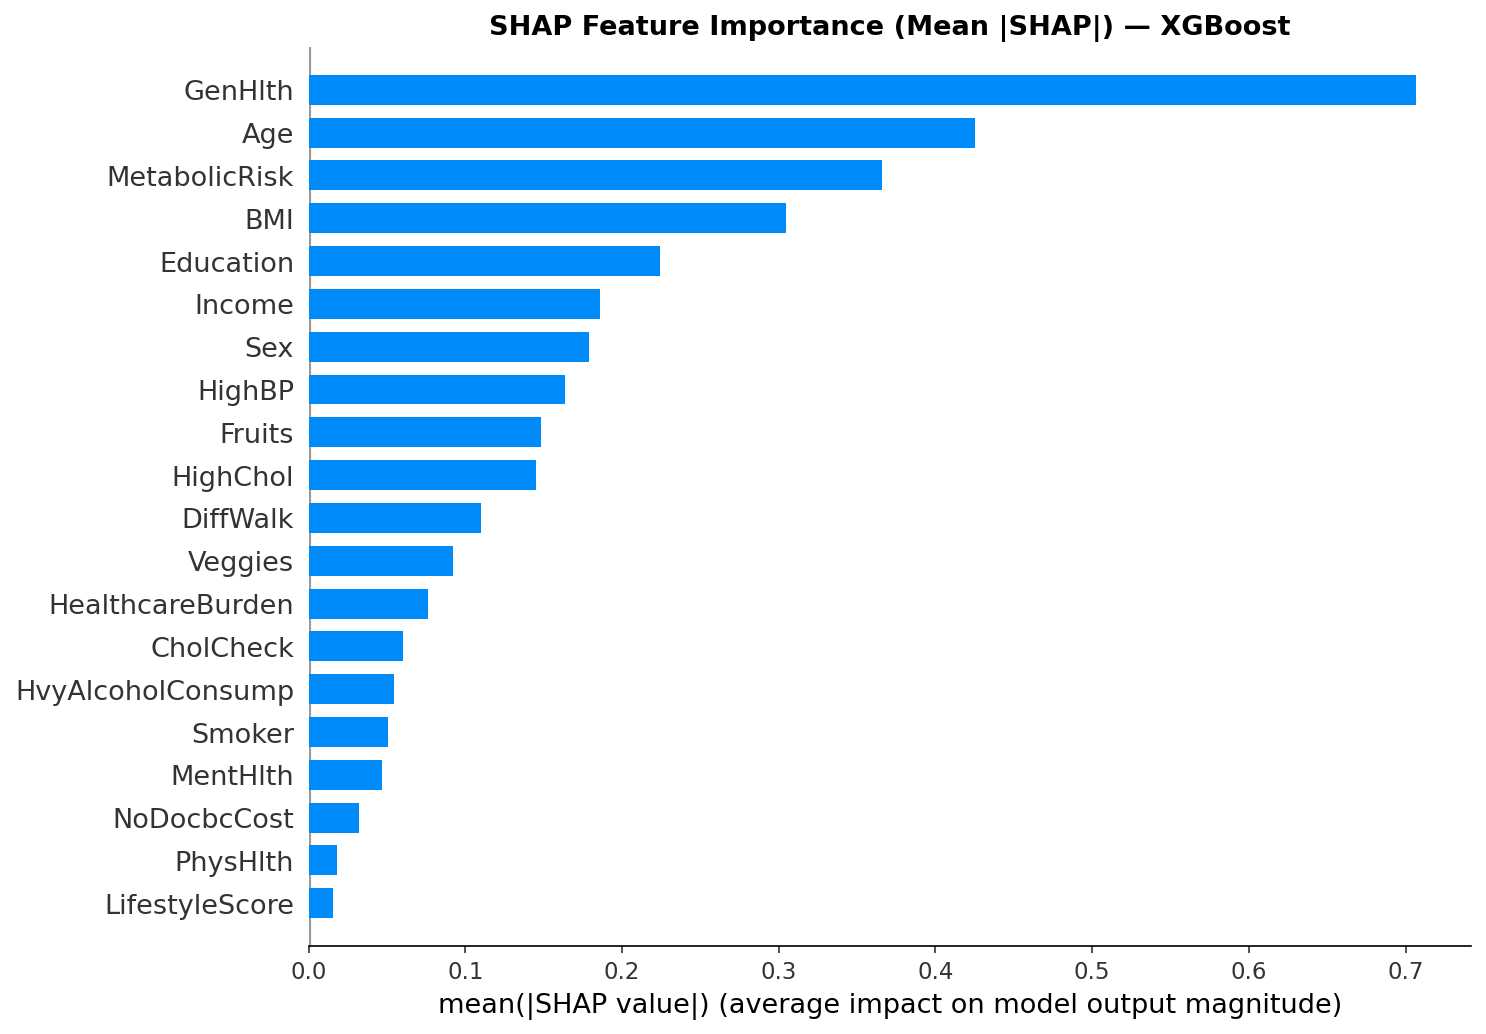 SHAP Feature Importance (Mean |SHAP|) — XGBoost
GenHlth
Age
MetabolicRisk
BMI
Education
Income
Sex
HighBP
Fruits
HighChol
DiffWalk
Veggies
HealthcareBurden
CholCheck
HvyAlcoholConsump
Smoker
MentHlth
NoDocbcCost
PhysHlth
LifestyleScore
0.0 0.1 0.2 0.3 0.4 0.5 0.6 0.7
mean(|SHAP value|) (average impact on model output magnitude)